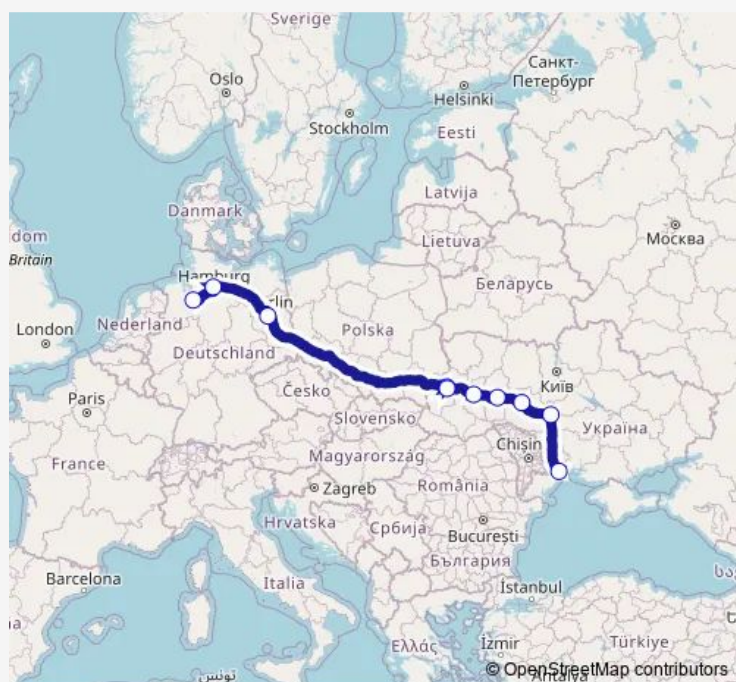 Sverige
Oslo
Санкт-
Петербург
Helsinki
Stockholm
Eesti
Latvija
Danmark
Москва
Lietuva
Britain
Hamburg
Беларусь
London
Nederland
Polska
Deutschland
Київ
Paris
Česko
Slovensko
Україна
France
Magyarország
Chișin
România
Zagreb
Hrvatska
Србија
București
България
Barcelona
Italia
İstanbul
Ελλάς
İzmir
Türkiye
تونس
Antalya
© OpenStreetMap contributors